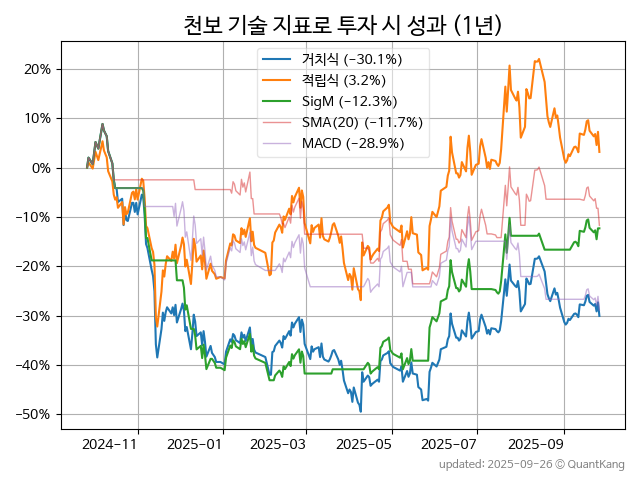 천보 기술 지표로 투자 시 성과 (1년)
거치식 (−30.1%)
적립식 (3.2%)
SigM (−12.3%)
SMA(20) (−11.7%)
MACD (−28.9%)
20%
10%
0%
−10%
−20%
−30%
−40%
−50%
2024-11 2025-01 2025-03 2025-05 2025-07 2025-09
updated: 2025-09-26 © QuantKang